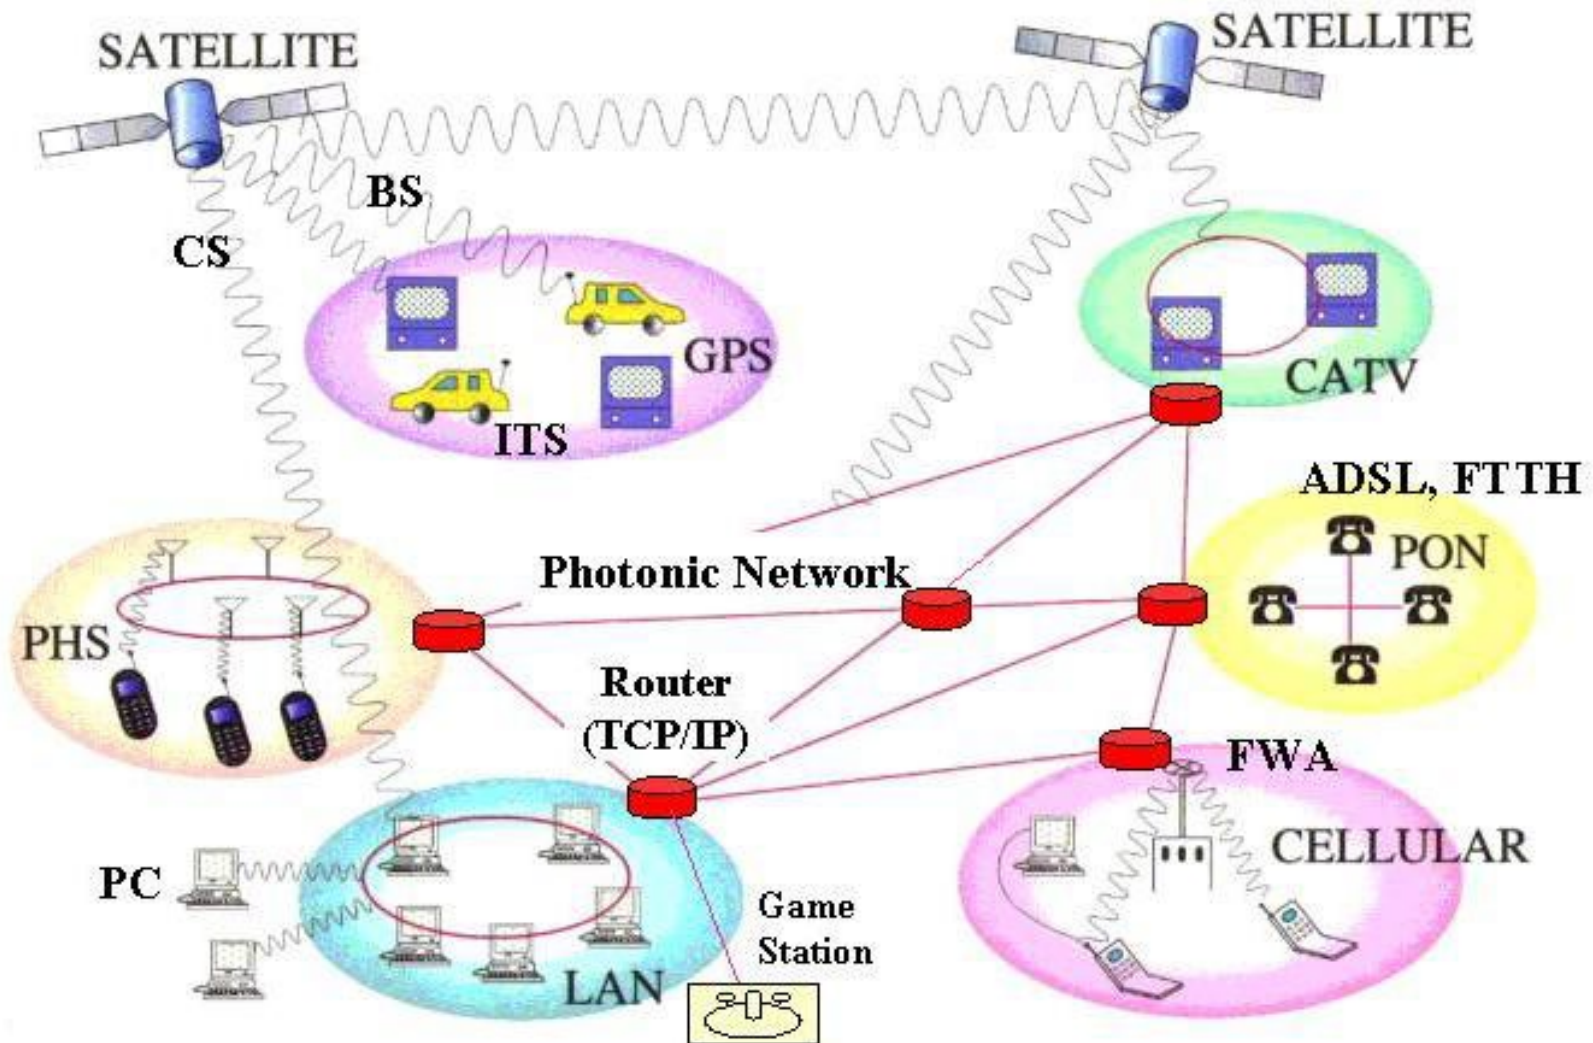 SATELLITE
SATELLITE
BS
CS
GPS
ITS
CATV
ADSL, FTTH
PON
Photonic Network
PHS
Router
(TCP/IP)
FWA
CELLULAR
PC
Game
Station
LAN